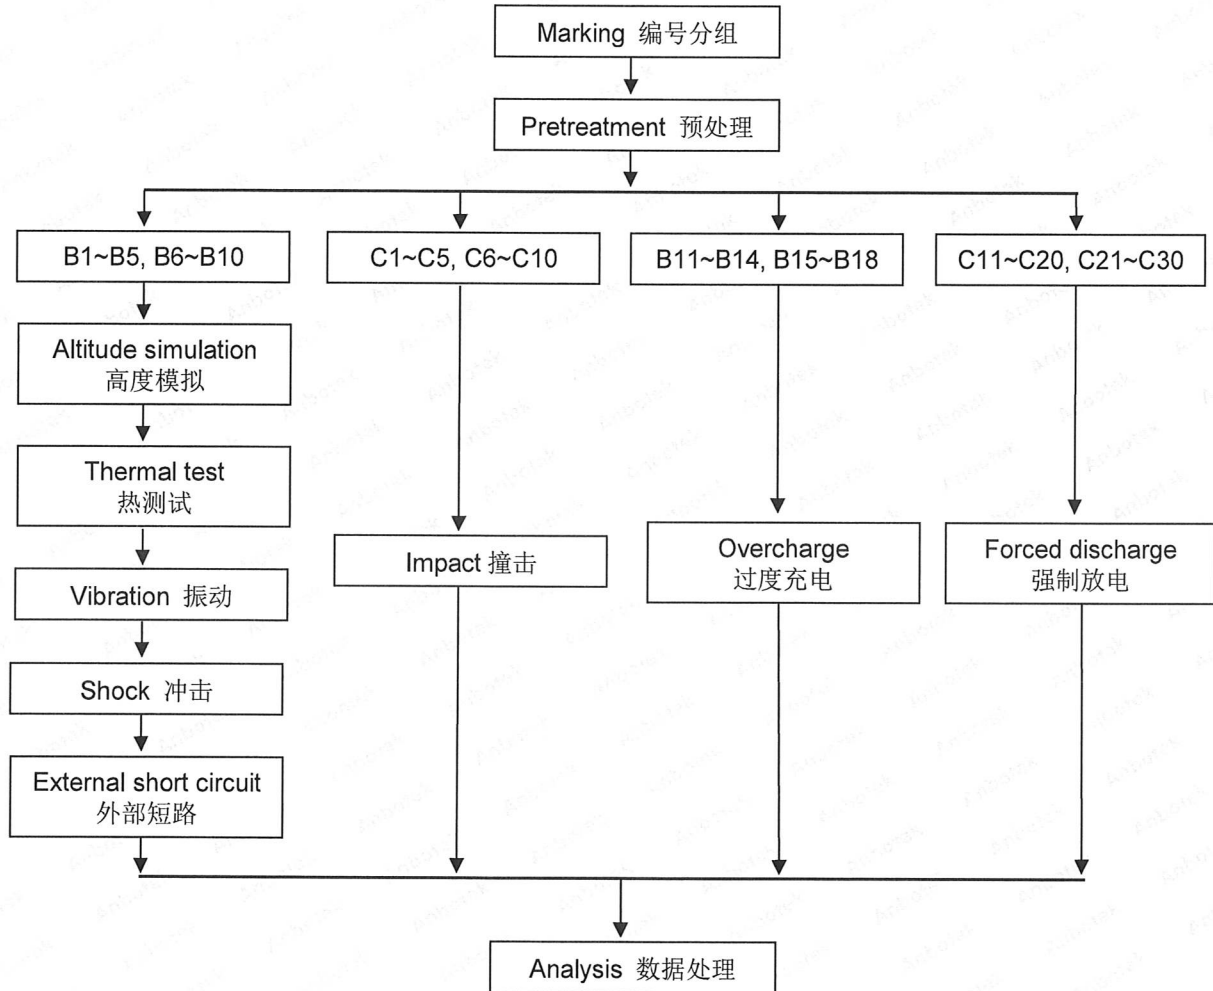 Marking 编号分组
Pretreatment 预处理
B1~B5, B6~B10
C1~C5, C6~C10
B11~B14, B15~B18
C11~C20, C21~C30
Altitude simulation
高度模拟
Thermal test
热测试
Vibration 振动
Shock 冲击
External short circuit
外部短路
Impact 撞击
Overcharge
过度充电
Forced discharge
强制放电
Analysis 数据处理
Anbotek